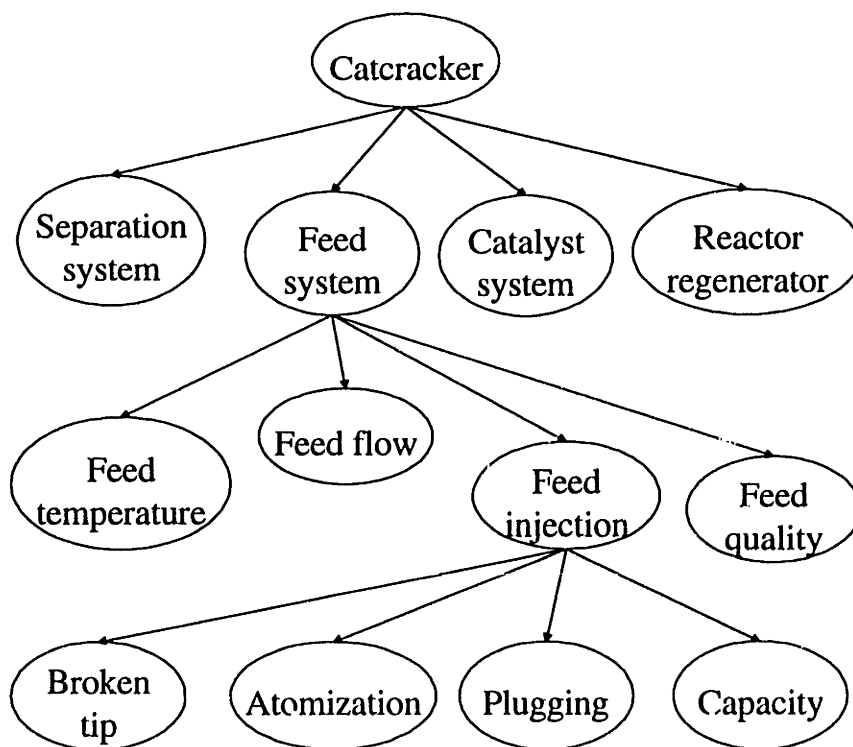 Catcracker
Separation
system
Feed
system
Catalyst
system
Reactor
regenerator
Feed
temperature
Feed flow
Feed
injection
Feed
quality
Broken
tip
Atomization
Plugging
Capacity